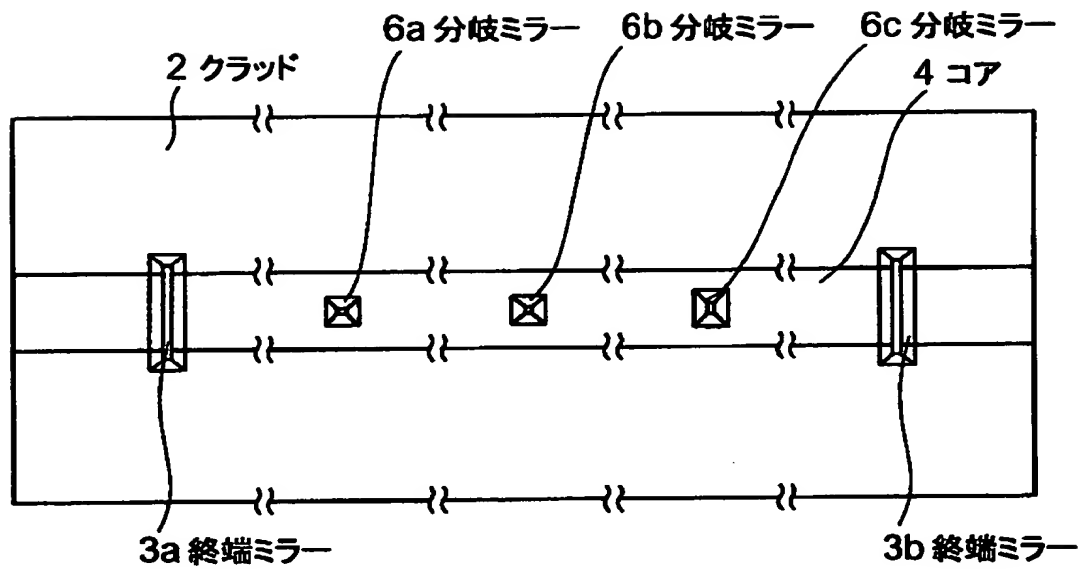 6a 分岐ミラー
6b 分岐ミラー
6c 分岐ミラー
2 クラッド
4 コア
3a 終端ミラー
3b 終端ミラー